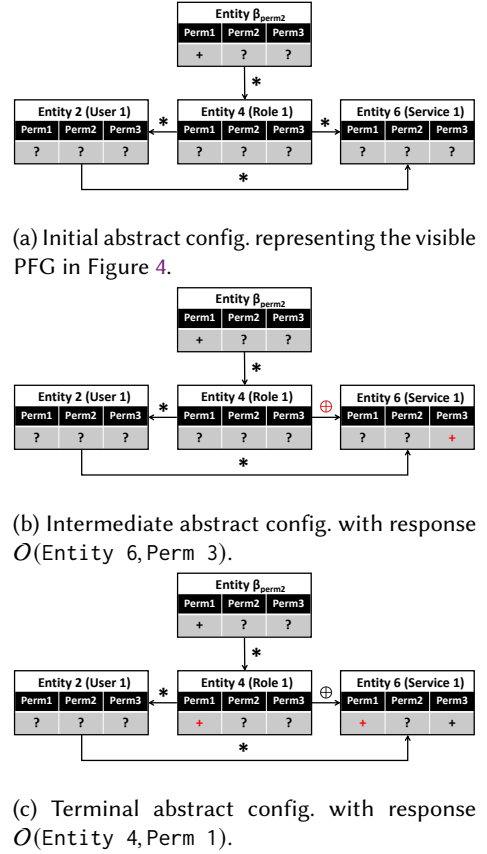 Entity βperm2
Perm1 Perm2 Perm3
+ ? ?
*
Entity 2 (User 1) * Entity 4 (Role 1) * Entity 6 (Service 1)
Perm1 Perm2 Perm3 Perm1 Perm2 Perm3 Perm1 Perm2 Perm3
? ? ? ? ? ? ? ? ?
*
(a) Initial abstract config. representing the visible
PFG in Figure 4.
Entity βperm2
Perm1 Perm2 Perm3
+ ? ?
*
Entity 2 (User 1) * Entity 4 (Role 1) ⊕ Entity 6 (Service 1)
Perm1 Perm2 Perm3 Perm1 Perm2 Perm3 Perm1 Perm2 Perm3
? ? ? ? ? ? ? ? +
*
(b) Intermediate abstract config. with response
O(Entity 6, Perm 3).
Entity βperm2
Perm1 Perm2 Perm3
+ ? ?
*
Entity 2 (User 1) * Entity 4 (Role 1) ⊕ Entity 6 (Service 1)
Perm1 Perm2 Perm3 Perm1 Perm2 Perm3 Perm1 Perm2 Perm3
? ? ? + ? ? + ? +
*
(c) Terminal abstract config. with response
O(Entity 4, Perm 1).